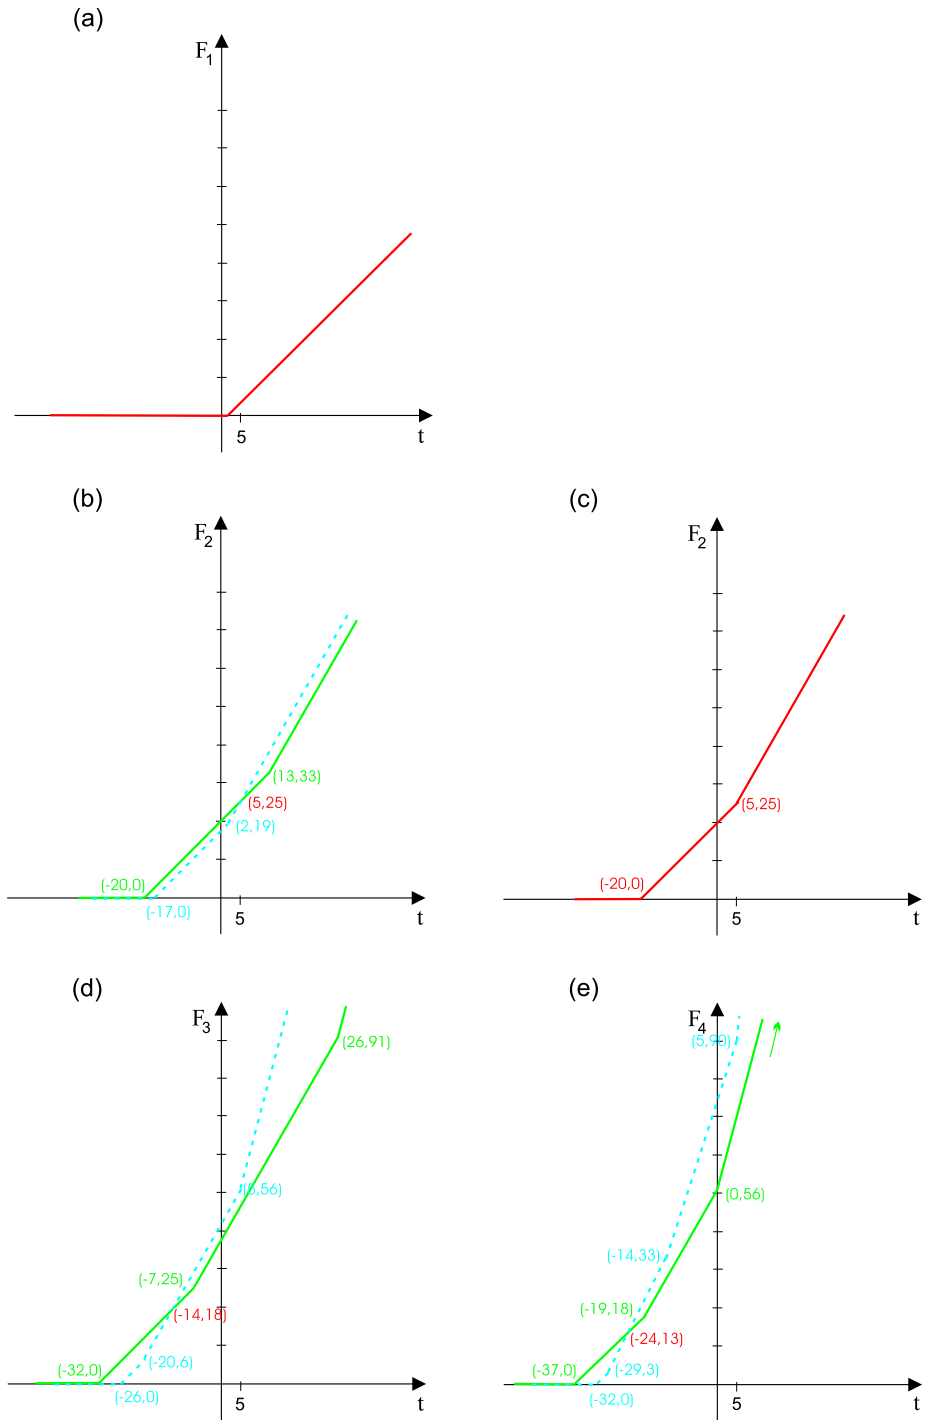 (a)
F1
5
t
(b)
F2
(13,33)
(5,25)
(2,19)
(-20,0)
(-17,0)
5
t
(c)
F2
(5,25)
(-20,0)
5
t
(d)
F3
(26,91)
(5,56)
(-7,25)
(-14,18)
(-20,6)
(-32,0)
(-26,0)
5
t
(e)
F4
(5,90)
(0,56)
(-14,33)
(-19,18)
(-24,13)
(-37,0)
(-29,3)
(-32,0)
5
t